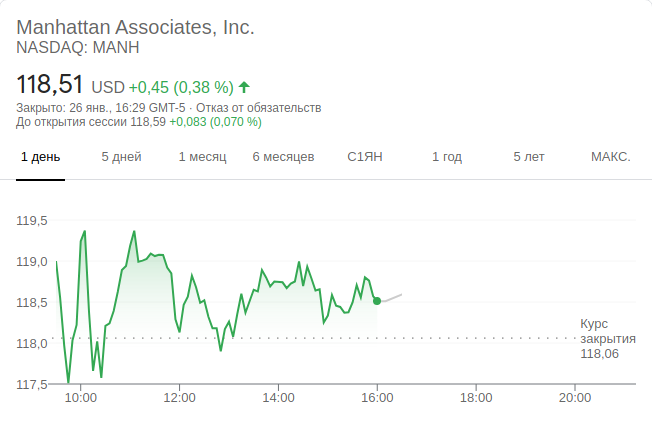 Manhattan Associates, Inc.
NASDAQ: MANH
118,51 USD +0,45 (0,38 %)
Закрыто: 26 янв., 16:29 GMT-5 · Отказ от обязательств
До открытия сессии 118,59 +0,083 (0,070 %)
1 день 5 дней 1 месяц 6 месяцев С1ЯН 1 год 5 лет МАКС.
119,5
119,0
118,5
118,0
117,5
Курс
закрытия
118,06
10:00 12:00 14:00 16:00 18:00 20:00